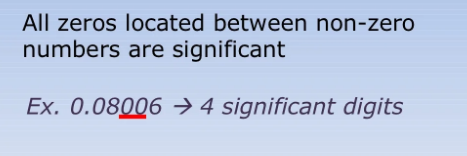 All zeros located between non-zero
numbers are significant
Ex. 0.08006 → 4 significant digits